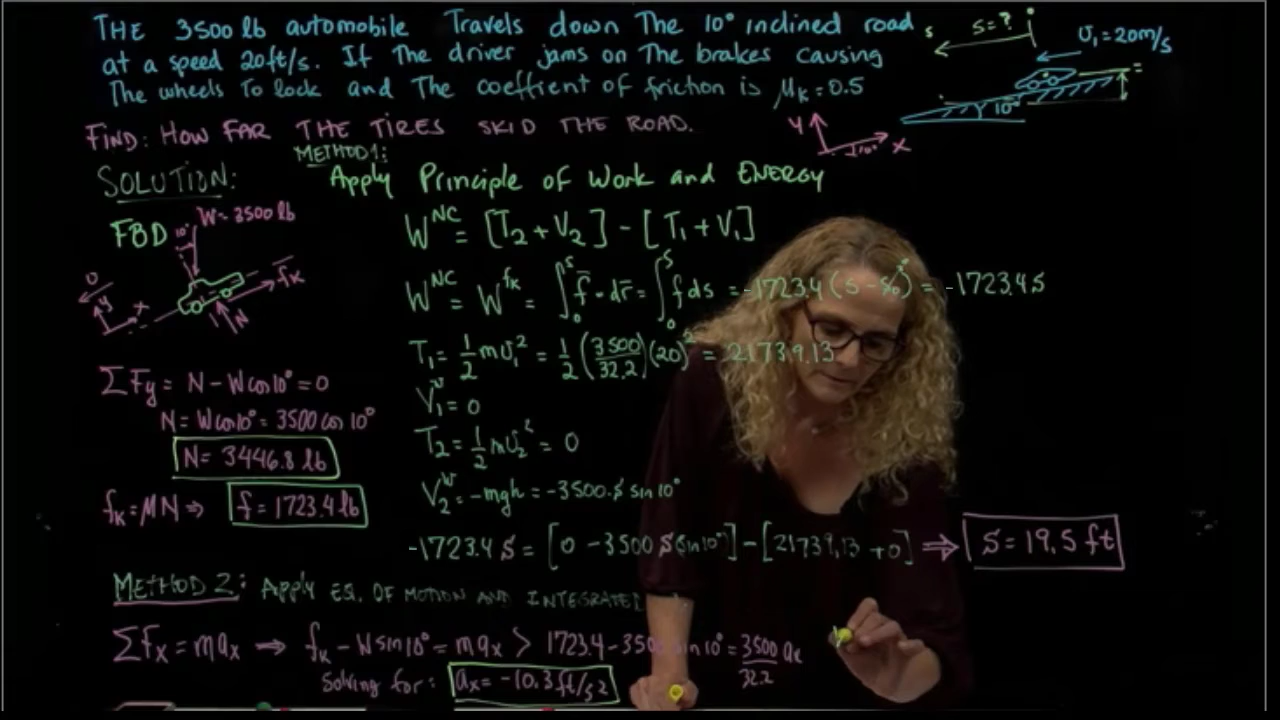 THE 3500 lb automobile Travels down The 10° inclined road
at a speed 20ft/s. If The driver jams on The brakes causing
The wheels To lock and The coeffient of friction is μK = 0.5
s S = ? i
υ₁ = 20m/s
10°
FIND: HOW FAR THE TIRES SKID THE ROAD.
Y X 10°
METHOD 1:
SOLUTION: Apply Principle of Work and ENERGY
FBD 10° W = 3500 lb
υ y x fK N
W^NC = [T₂ + V₂] - [T₁ + V₁]
W^NC = W^fK = ∫₀^s f̄ · dr̄ = ∫₀^s f ds = -1723.4 (s - s₀) = -1723.4 s
T₁ = 1/2 mυ₁² = 1/2 (3500/32.2)(20)² = 21739.13
V₁^w = 0
T₂ = 1/2 mυ₂² = 0
V₂^w = -mgh = -3500·s sin 10°
ΣFy = N - W cos 10° = 0
N = W cos 10° = 3500 cos 10°
N = 3446.8 lb
fK = MN ⇒ f = 1723.4 lb
-1723.4 s = [0 - 3500 s (sin 10°)] - [21739.13 + 0] ⇒ S = 19.5 ft
METHOD 2: Apply EQ. OF MOTION AND INTEGRATE
ΣFx = max ⇒ fK - W sin 10° = max > 1723.4 - 3500 sin 10° = 3500/32.2 ax
Solving for: ax = -10.3 ft/s2